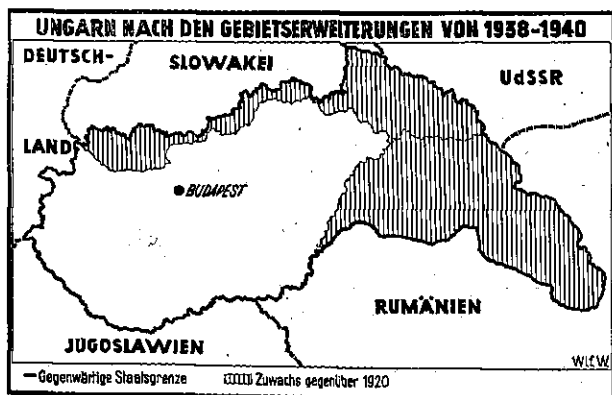 UNGARN NACH DEN GEBIETSERWEITERUNGEN VON 1938-1940
DEUTSCH-
SLOWAKEI
UdSSR
LAND
BUDAPEST
RUMÄNIEN
JUGOSLAWIEN
W.I.f.W.
Gegenwärtige Staatsgrenze
Zuwachs gegenüber 1920